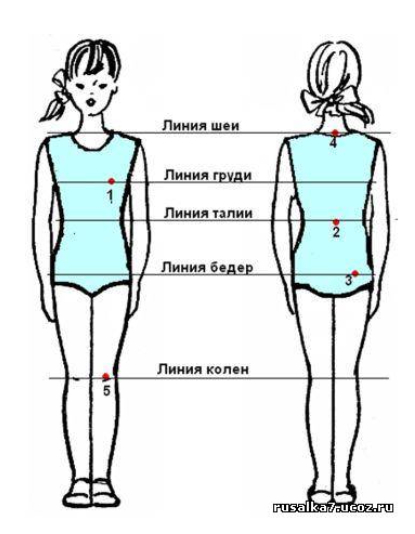 Линия шеи
4
Линия груди
1
Линия талии
2
Линия бедер
3
Линия колен
5
rusalka7.ucoz.ru